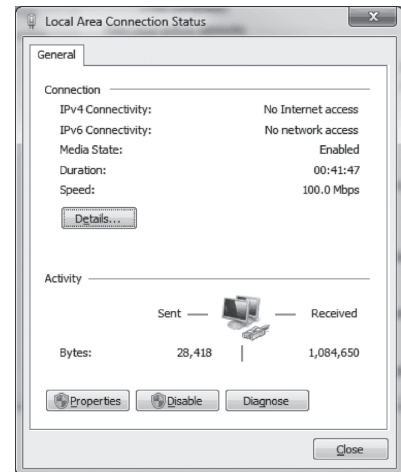 Local Area Connection Status
x
General
Connection
IPv4 Connectivity: No Internet access
IPv6 Connectivity: No network access
Media State: Enabled
Duration: 00:41:47
Speed: 100.0 Mbps
Details...
Activity
Sent — — Received
Bytes: 28,418 | 1,084,650
Properties Disable Diagnose
Close